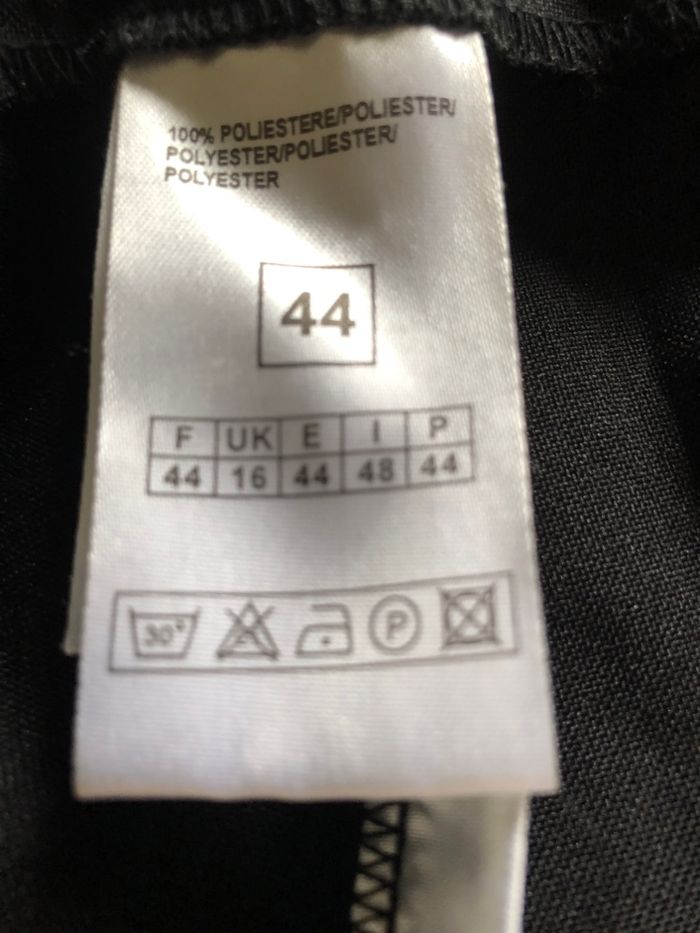 100% POLIESTERE/POLIESTER/
POLYESTER/POLIESTER/
POLYESTER
44
F UK E I P
44 16 44 48 44
30° P